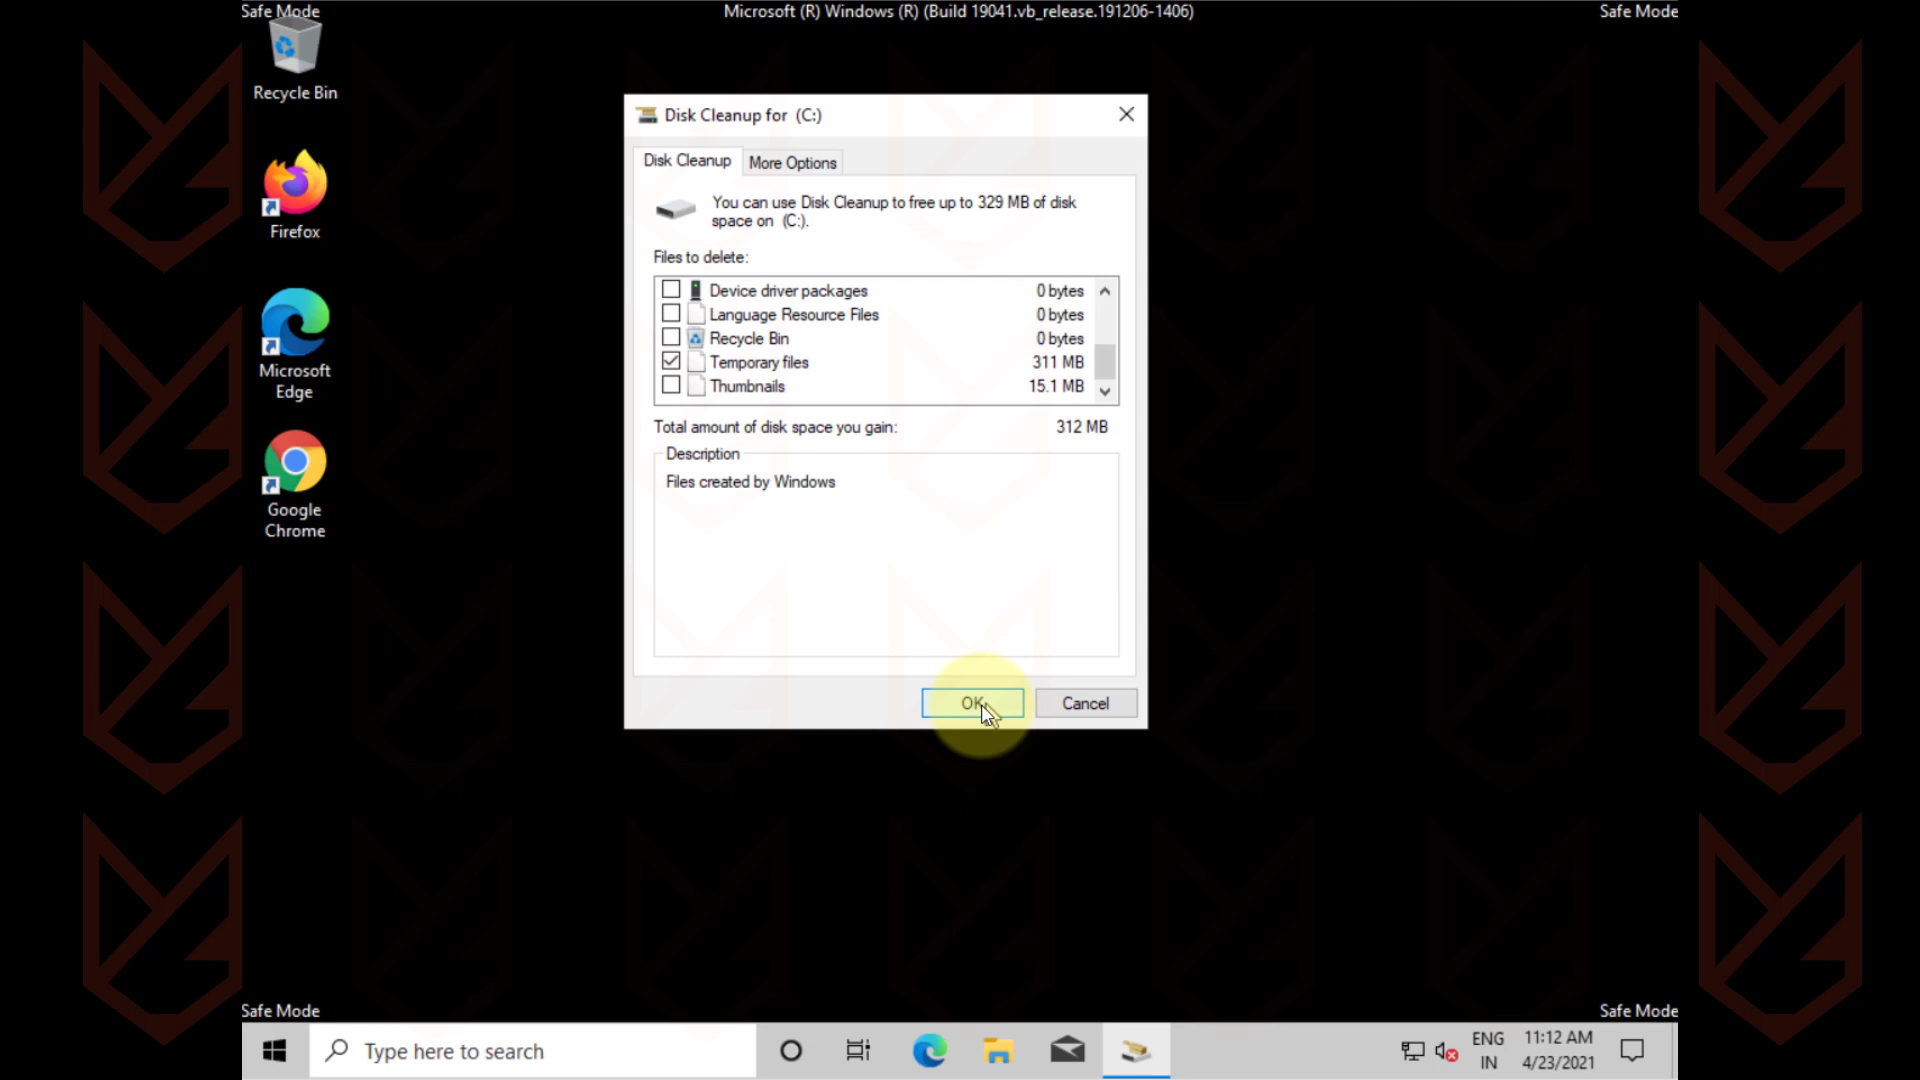 Safe Mode
Microsoft (R) Windows (R) (Build 19041.vb_release.191206-1406)
Safe Mode
Recycle Bin
Firefox
Microsoft
Edge
Google
Chrome
Disk Cleanup for (C:)
Disk Cleanup
More Options
You can use Disk Cleanup to free up to 329 MB of disk
space on (C:).
Files to delete:
Device driver packages 0 bytes
Language Resource Files 0 bytes
Recycle Bin 0 bytes
Temporary files 311 MB
Thumbnails 15.1 MB
Total amount of disk space you gain: 312 MB
Description
Files created by Windows
OK
Cancel
Safe Mode
Safe Mode
Type here to search
ENG
IN
11:12 AM
4/23/2021